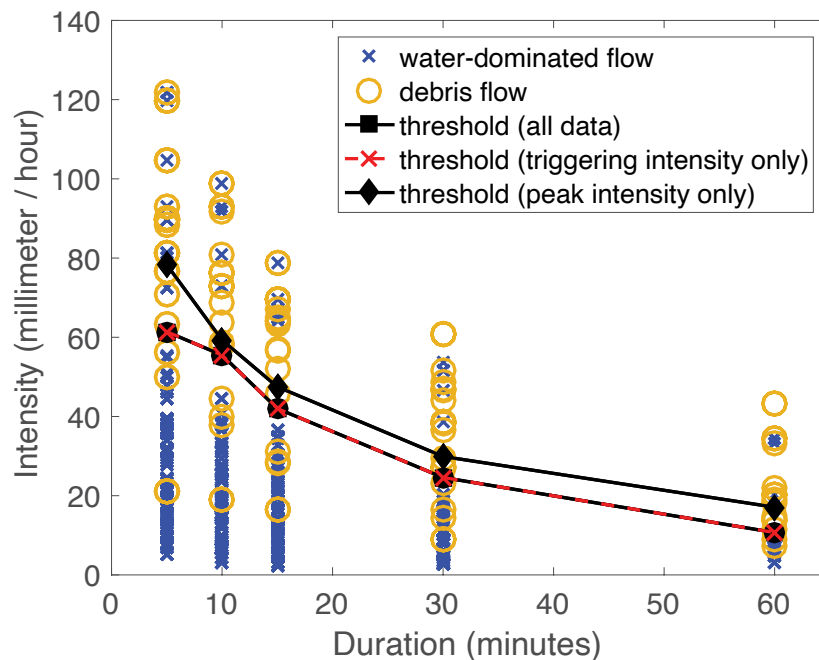 140
120
100
80
60
40
20
0
Intensity (millimeter / hour)
water-dominated flow
debris flow
threshold (all data)
threshold (triggering intensity only)
threshold (peak intensity only)
0 10 20 30 40 50 60
Duration (minutes)